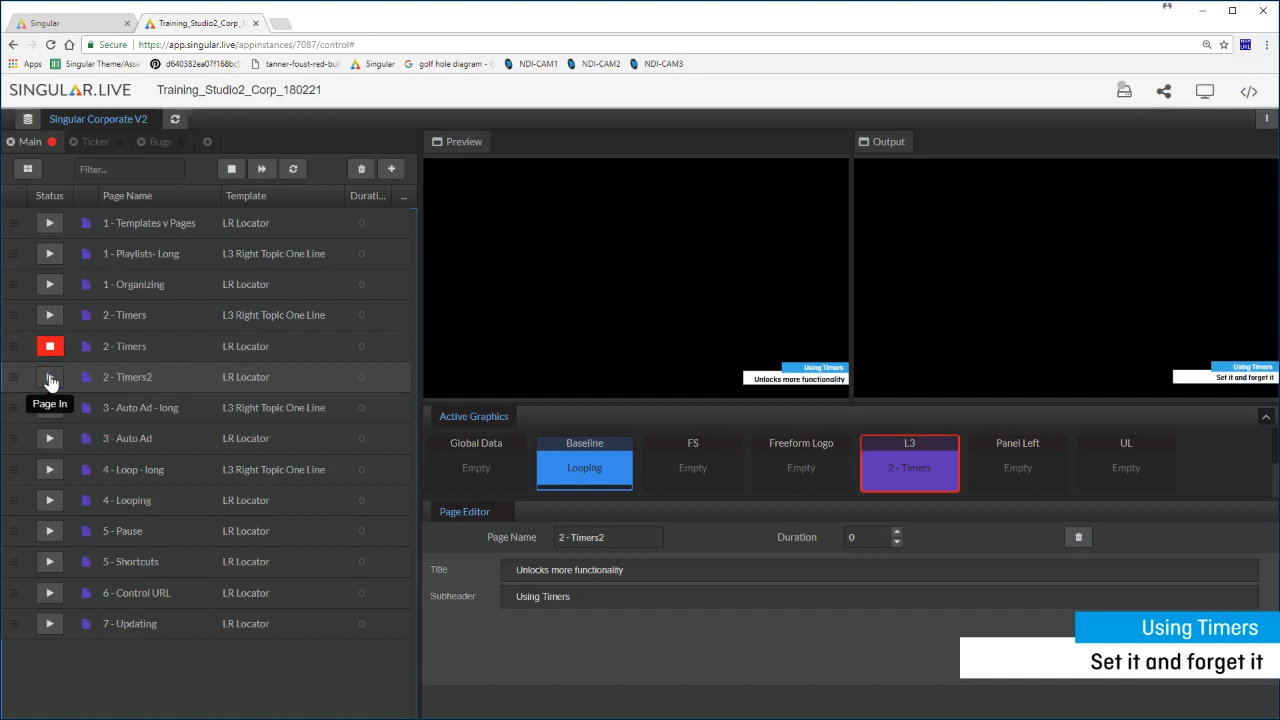 Singular
Training_Studio2_Corp_1
Secure
https://app.singular.live/appinstances/7087/control#
Apps
Singular Theme/Asse
d640382ea07f168bc9
tanner-foust-red-bull
Singular
golf hole diagram - G
NDI-CAM1
NDI-CAM2
NDI-CAM3
SINGULAR.LIVE
Training_Studio2_Corp_180221
Singular Corporate V2
Main
Ticker
Bugs
Filter...
Status
Page Name
Template
Durati...
...
1 - Templates v Pages
LR Locator
0
1 - Playlists- Long
L3 Right Topic One Line
0
1 - Organizing
LR Locator
0
2 - TImers
L3 Right Topic One LIne
0
2 - Timers
LR Locator
0
2 - Timers2
LR Locator
0
Page In
3 - Auto Ad - long
L3 Right Topic One Line
0
3 - Auto Ad
LR Locator
0
4 - Loop - long
L3 Right Topic One Line
0
4 - Looping
LR Locator
0
5 - Pause
LR Locator
0
5 - Shortcuts
LR Locator
0
6 - Control URL
LR Locator
0
7 - Updating
LR Locator
0
Preview
Using Timers
Unlocks more functionality
Output
Using Timers
Set it and forget it
Active Graphics
Global Data
Empty
Baseline
Looping
FS
Empty
Freeform Logo
Empty
L3
2 - Timers
Panel Left
Empty
UL
Empty
Page Editor
Page Name
2 - Timers2
Duration
0
Title
Unlocks more functionality
Subheader
Using Timers
Using Timers
Set it and forget it